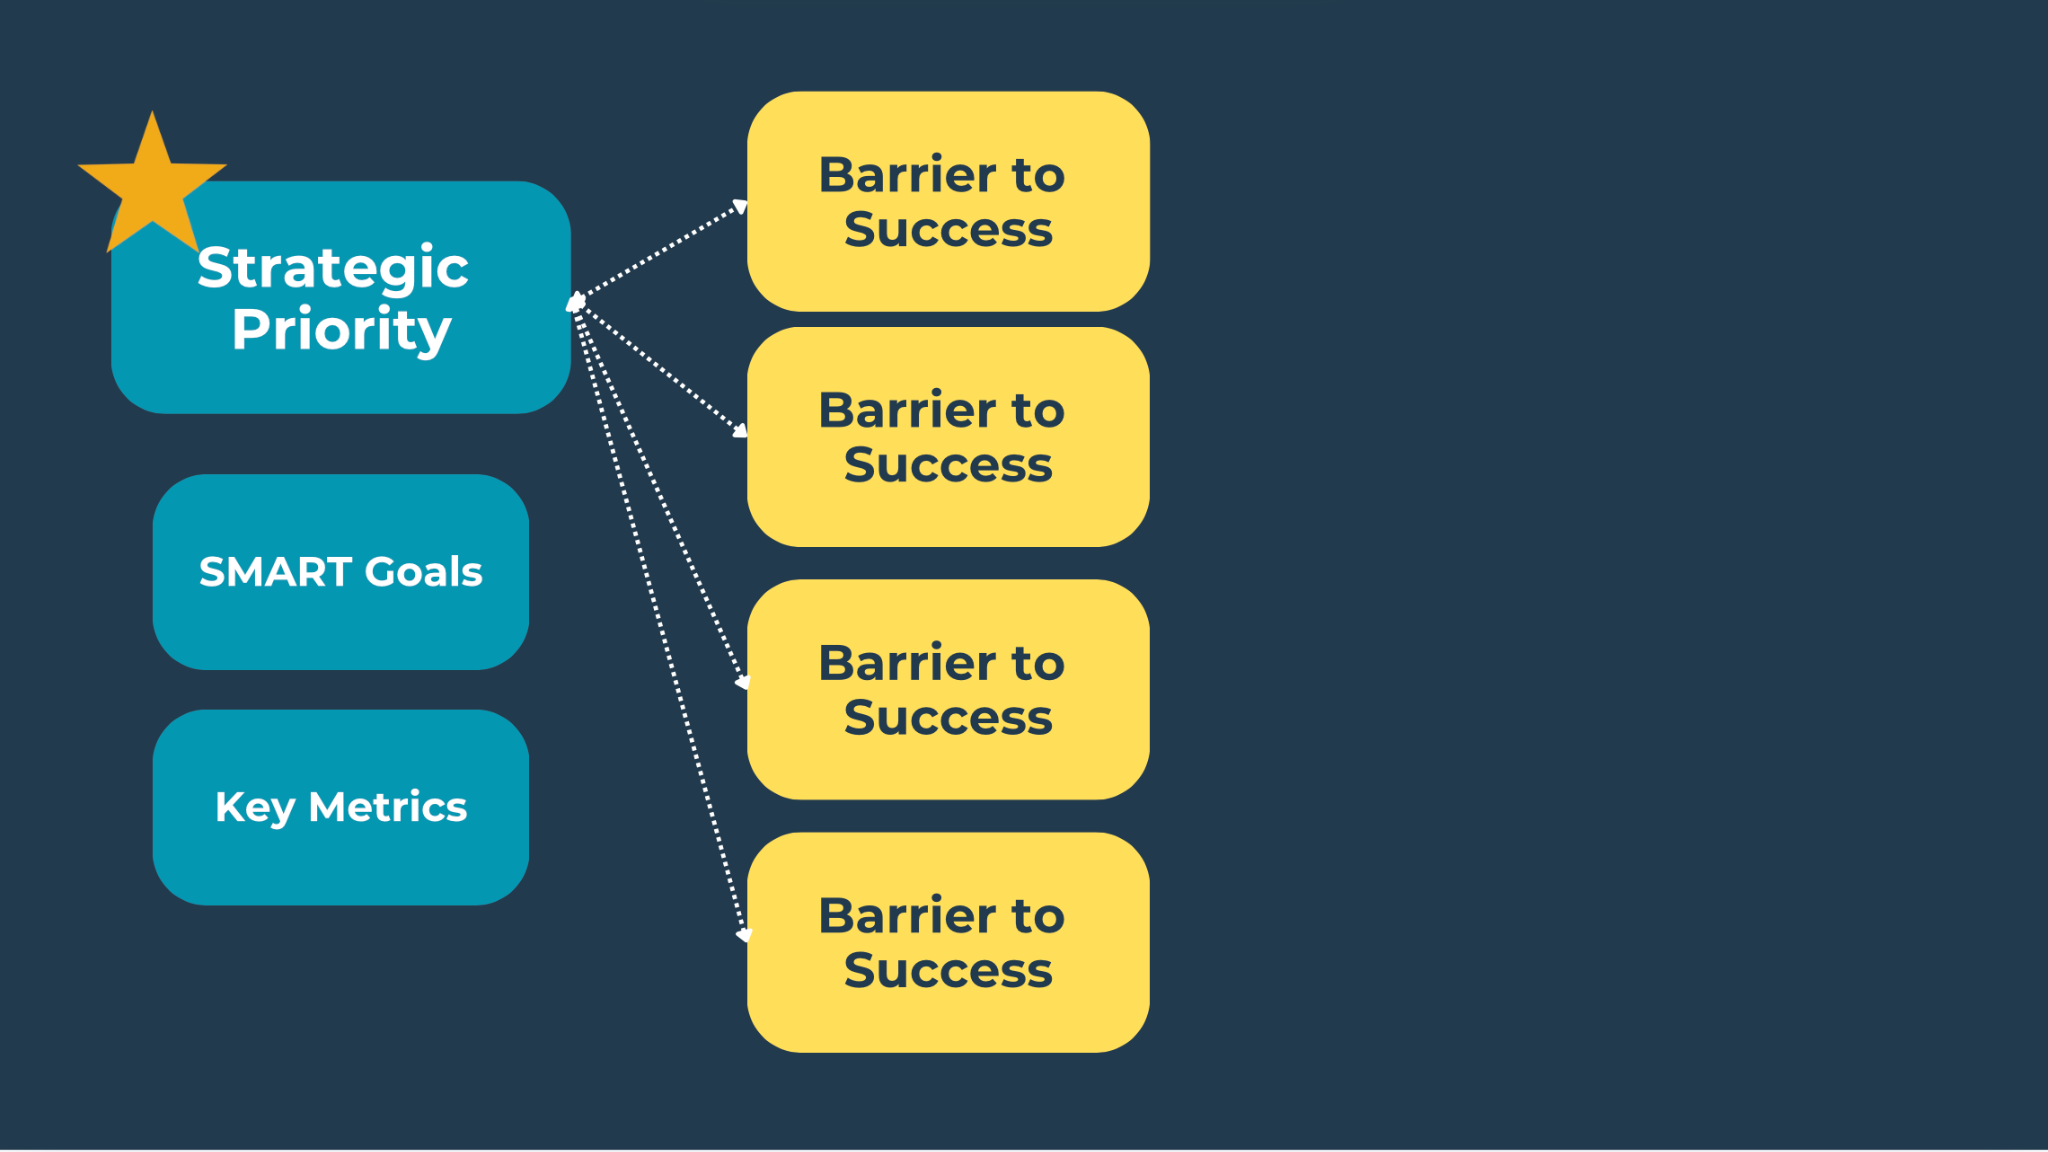 Strategic
Priority
SMART Goals
Key Metrics
Barrier to
Success
Barrier to
Success
Barrier to
Success
Barrier to
Success